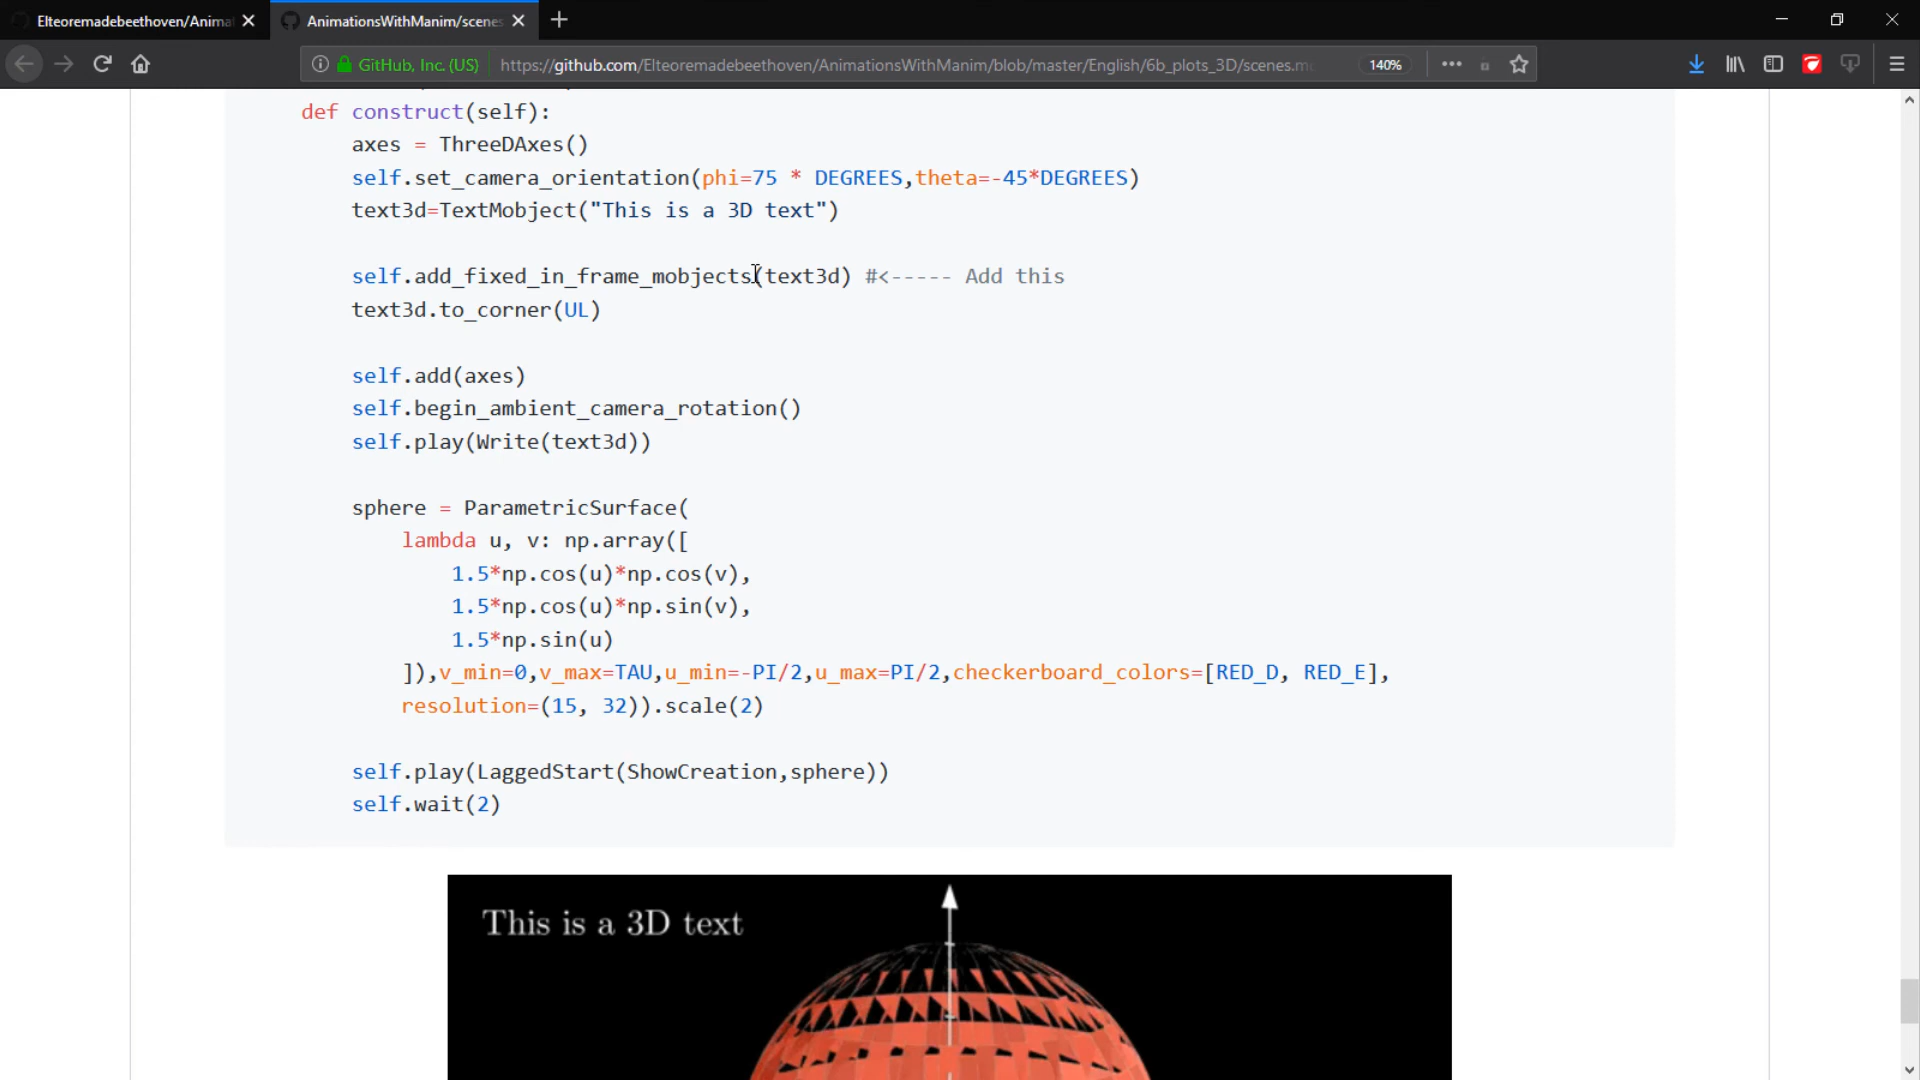 Elteoremadebeethoven/Anima
AnimationsWithManim/scenes
GitHub, Inc. (US)
https://github.com/Elteoremadebeethoven/AnimationsWithManim/blob/master/English/6b_plots_3D/scenes.mc
140%
def construct(self):
axes = ThreeDAxes()
self.set_camera_orientation(phi=75 * DEGREES,theta=-45*DEGREES)
text3d=TextMobject("This is a 3D text")
self.add_fixed_in_frame_mobjects(text3d) #<----- Add this
text3d.to_corner(UL)
self.add(axes)
self.begin_ambient_camera_rotation()
self.play(Write(text3d))
sphere = ParametricSurface(
lambda u, v: np.array([
1.5*np.cos(u)*np.cos(v),
1.5*np.cos(u)*np.sin(v),
1.5*np.sin(u)
]),v_min=0,v_max=TAU,u_min=-PI/2,u_max=PI/2,checkerboard_colors=[RED_D, RED_E],
resolution=(15, 32)).scale(2)
self.play(LaggedStart(ShowCreation,sphere))
self.wait(2)
This is a 3D text